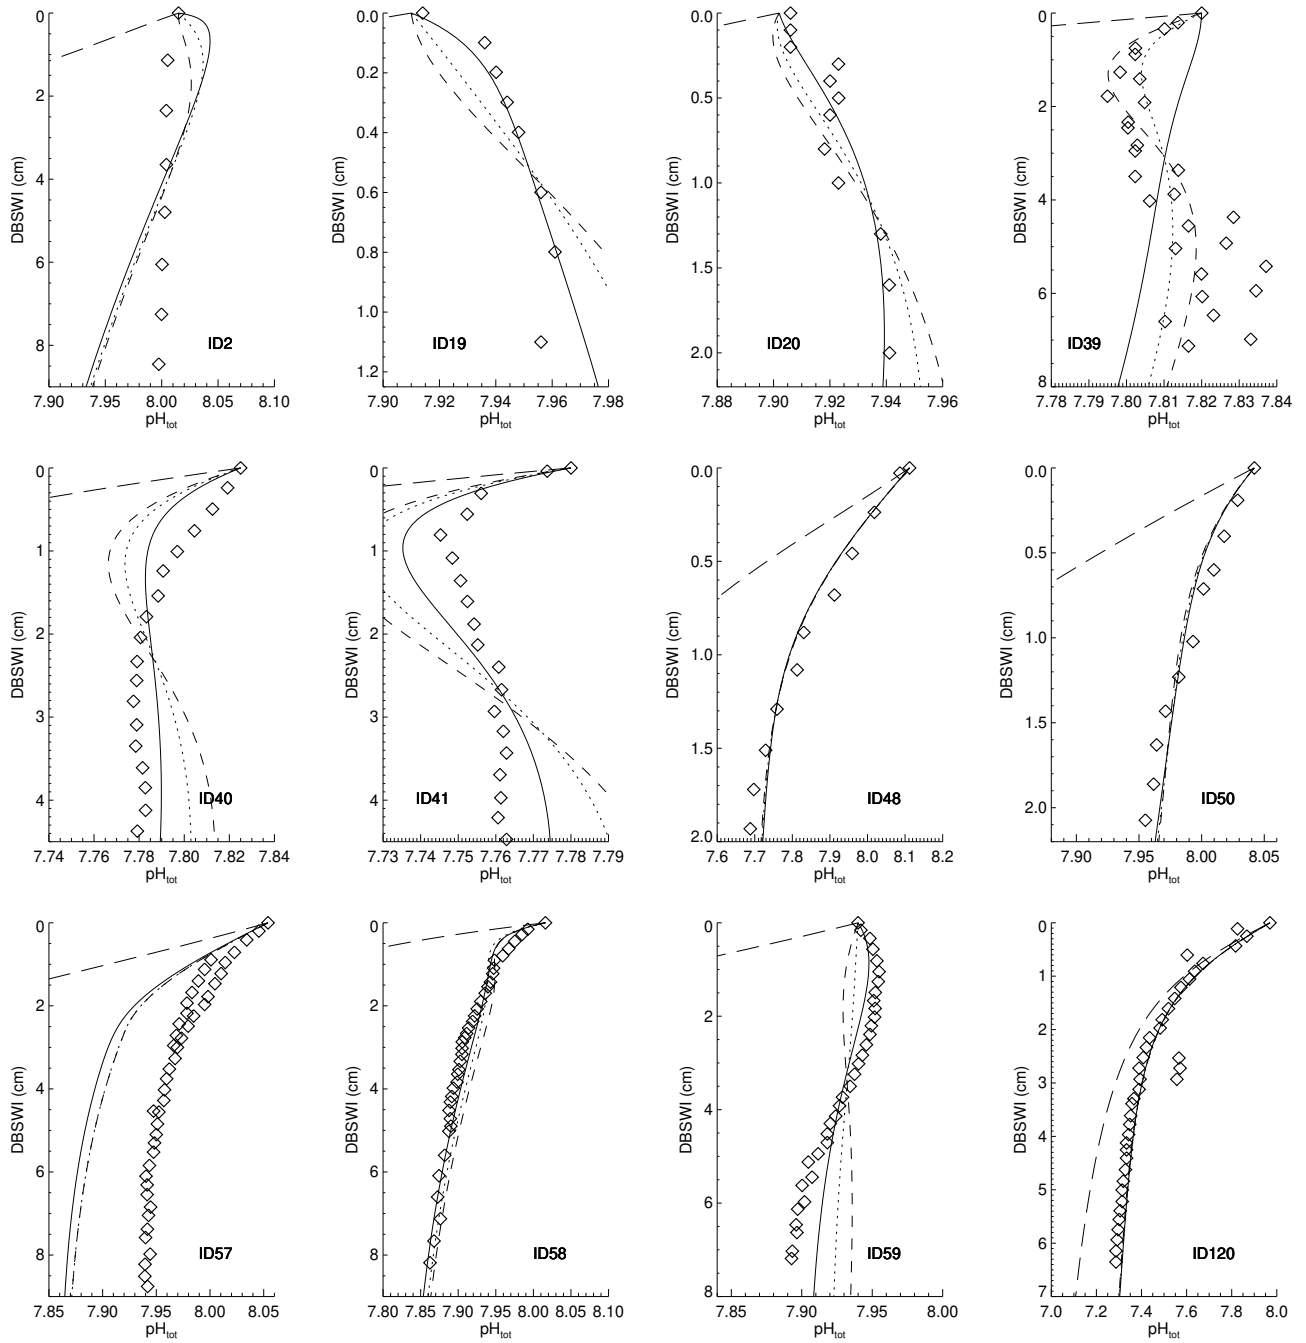 DBSWI (cm)
0
2
4
6
8
ID2
7.90 7.95 8.00 8.05 8.10
pHtot
DBSWI (cm)
0.0
0.2
0.4
0.6
0.8
1.0
1.2
ID19
7.90 7.92 7.94 7.96 7.98
pHtot
DBSWI (cm)
0.0
0.5
1.0
1.5
2.0
ID20
7.88 7.90 7.92 7.94 7.96
pHtot
DBSWI (cm)
0
2
4
6
8
ID39
7.78 7.79 7.80 7.81 7.82 7.83 7.84
pHtot
DBSWI (cm)
0
1
2
3
4
ID40
7.74 7.76 7.78 7.80 7.82 7.84
pHtot
DBSWI (cm)
0
1
2
3
4
ID41
7.73 7.74 7.75 7.76 7.77 7.78 7.79
pHtot
DBSWI (cm)
0.0
0.5
1.0
1.5
2.0
ID48
7.6 7.7 7.8 7.9 8.0 8.1 8.2
pHtot
DBSWI (cm)
0.0
0.5
1.0
1.5
2.0
ID50
7.90 7.95 8.00 8.05
pHtot
DBSWI (cm)
0
2
4
6
8
ID57
7.85 7.90 7.95 8.00 8.05
pHtot
DBSWI (cm)
0
2
4
6
8
ID58
7.80 7.85 7.90 7.95 8.00 8.05 8.10
pHtot
DBSWI (cm)
0
2
4
6
8
ID59
7.85 7.90 7.95 8.00
pHtot
DBSWI (cm)
0
1
2
3
4
5
6
7
ID120
7.0 7.2 7.4 7.6 7.8 8.0
pHtot